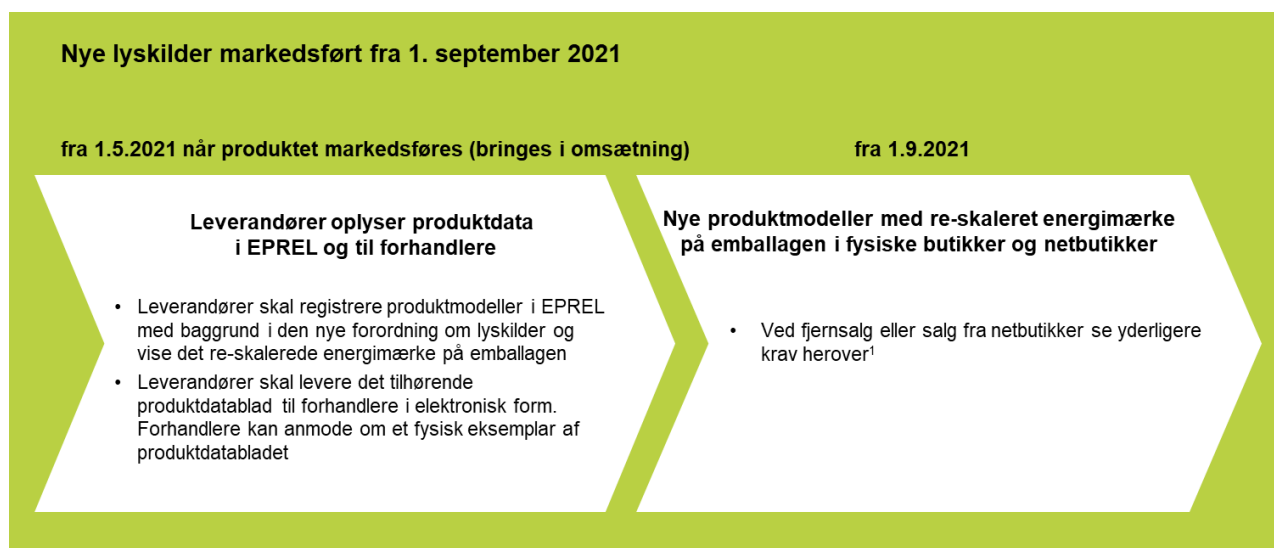 Nye lyskilder markedsført fra 1. september 2021
fra 1.5.2021 når produktet markedsføres (bringes i omsætning)
fra 1.9.2021
Leverandører oplyser produktdata
i EPREL og til forhandlere
• Leverandører skal registrere produktmodeller i EPREL
med baggrund i den nye forordning om lyskilder og
vise det re-skalerede energimærke på emballagen
• Leverandører skal levere det tilhørende
produktdatablad til forhandlere i elektronisk form.
Forhandlere kan anmode om et fysisk eksemplar af
produktdatabladet
Nye produktmodeller med re-skaleret energimærke
på emballagen i fysiske butikker og netbutikker
• Ved fjernsalg eller salg fra netbutikker se yderligere
krav herover¹